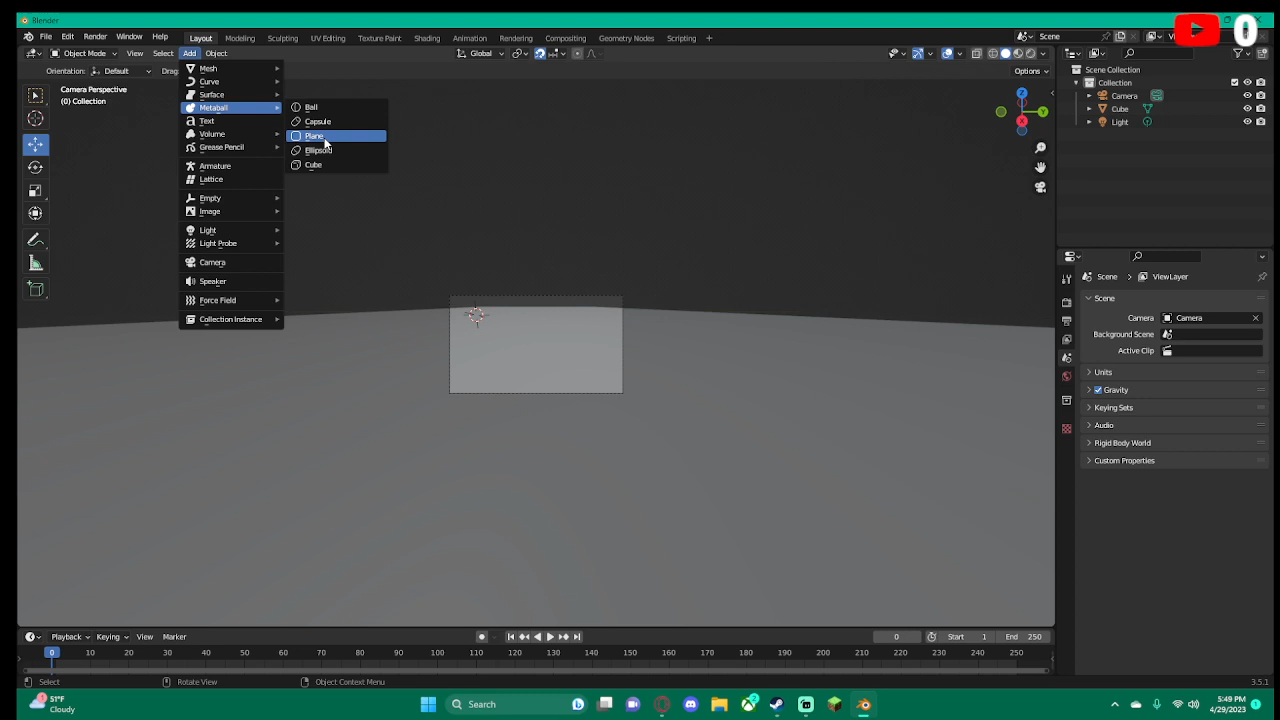 Blender
0
File Edit Render Window Help
Layout Modeling Sculpting UV Editing Texture Paint Shading Animation Rendering Compositing Geometry Nodes Scripting +
Scene
Object Mode View Select Add Object
Global
Orientation: Default Drag:
Options
Camera Perspective
(0) Collection
Mesh
Curve
Surface
Metaball
Text
Volume
Grease Pencil
Armature
Lattice
Empty
Image
Light
Light Probe
Camera
Speaker
Force Field
Collection Instance
Ball
Capsule
Plane
Ellipsoid
Cube
Z
Y
X
Scene Collection
Collection
Camera
Cube
Light
Scene > ViewLayer
Scene
Camera Camera
Background Scene
Active Clip
Units
Gravity
Keying Sets
Audio
Rigid Body World
Custom Properties
Playback Keying View Marker
0 Start 1 End 250
0 10 20 30 40 50 60 70 80 90 100 110 120 130 140 150 160 170 180 190 200 210 220 230 240 250
Select Rotate View Object Context Menu 3.5.1
51°F
Cloudy
Search
5:49 PM
4/29/2023